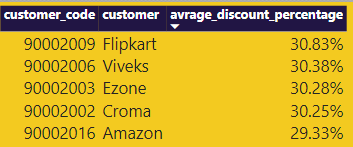 customer_code customer avrage_discount_percentage
90002009 Flipkart 30.83%
90002006 Viveks 30.38%
90002003 Ezone 30.28%
90002002 Croma 30.25%
90002016 Amazon 29.33%